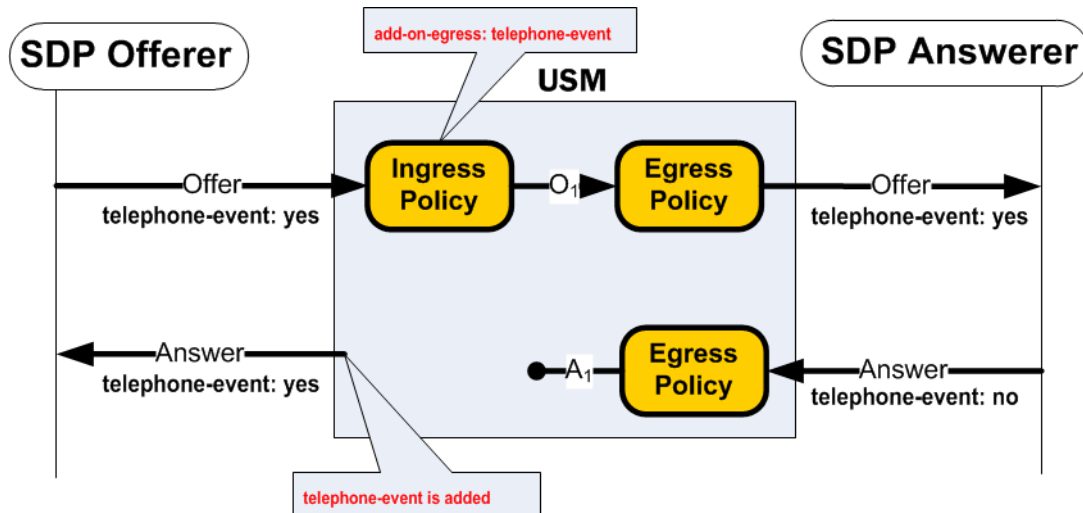 add-on-egress: telephone-event
SDP Offerer
SDP Answerer
USM
Ingress
Policy
Egress
Policy
Offer
O1
Offer
telephone-event: yes
telephone-event: yes
Answer
telephone-event: yes
A1
Egress
Policy
Answer
telephone-event: no
telephone-event is added